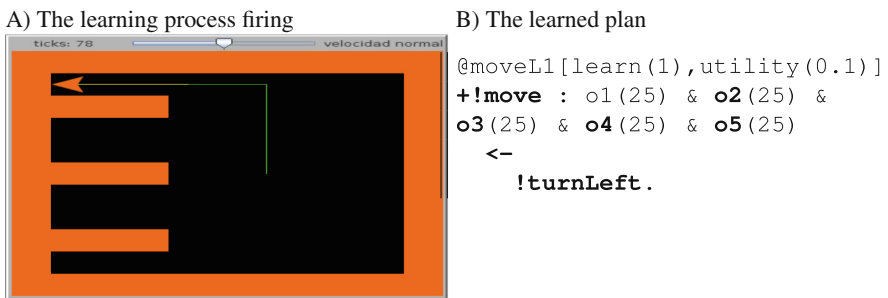 A) The learning process firing
ticks: 78 velocidad normal
B) The learned plan
@moveL1[learn(1),utility(0.1)]
+!move : o1(25) & o2(25) &
o3(25) & o4(25) & o5(25)
<-
!turnLeft.